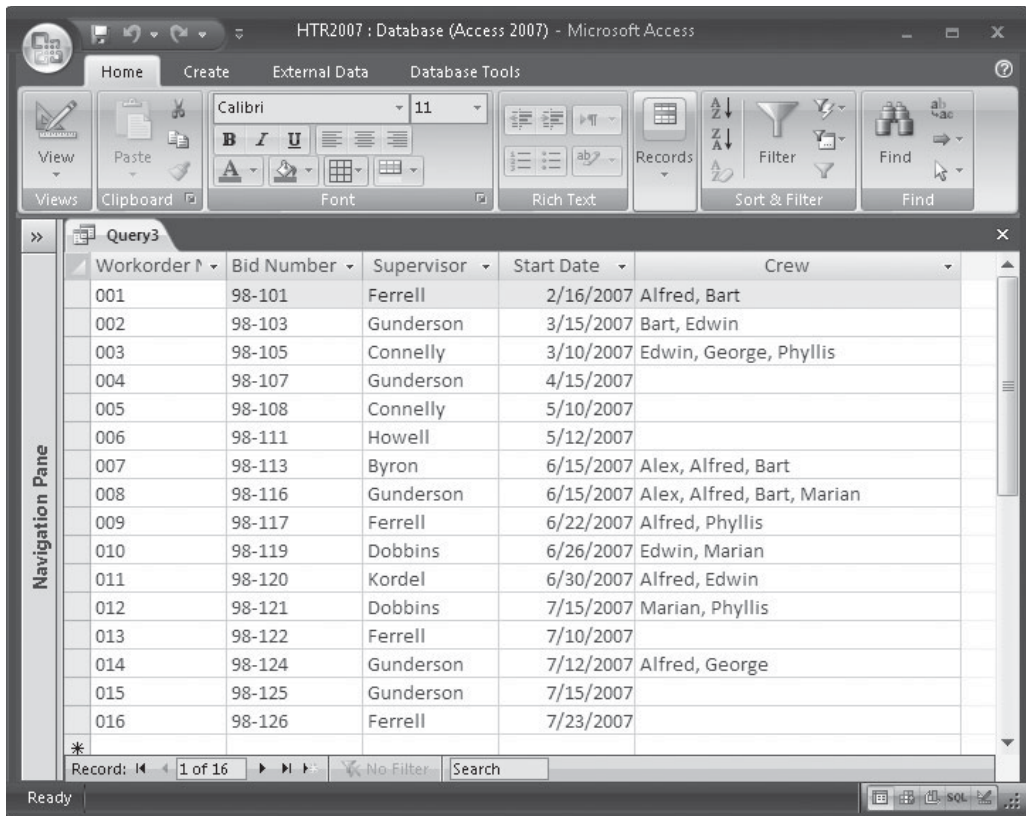 HTR2007 : Database (Access 2007) - Microsoft Access
Home Create External Data Database Tools
Calibri 11
B I U
View Paste Records Filter Find
Views Clipboard Font Rich Text Sort & Filter Find
Query3
Navigation Pane
Workorder N Bid Number Supervisor Start Date Crew
001 98-101 Ferrell 2/16/2007 Alfred, Bart
002 98-103 Gunderson 3/15/2007 Bart, Edwin
003 98-105 Connelly 3/10/2007 Edwin, George, Phyllis
004 98-107 Gunderson 4/15/2007
005 98-108 Connelly 5/10/2007
006 98-111 Howell 5/12/2007
007 98-113 Byron 6/15/2007 Alex, Alfred, Bart
008 98-116 Gunderson 6/15/2007 Alex, Alfred, Bart, Marian
009 98-117 Ferrell 6/22/2007 Alfred, Phyllis
010 98-119 Dobbins 6/26/2007 Edwin, Marian
011 98-120 Kordel 6/30/2007 Alfred, Edwin
012 98-121 Dobbins 7/15/2007 Marian, Phyllis
013 98-122 Ferrell 7/10/2007
014 98-124 Gunderson 7/12/2007 Alfred, George
015 98-125 Gunderson 7/15/2007
016 98-126 Ferrell 7/23/2007
Record: 1 of 16 No Filter Search
Ready SQL